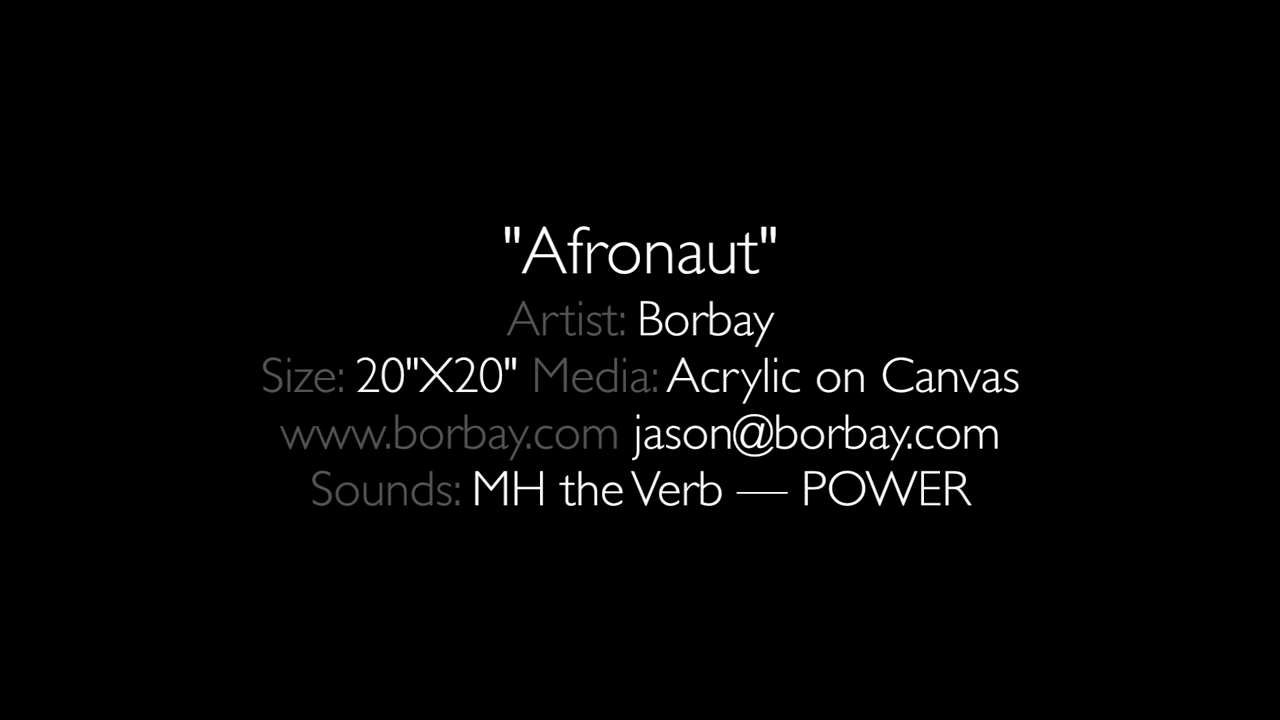 "Afronaut"
Artist: Borbay
Size: 20"X20" Media: Acrylic on Canvas
www.borbay.com jason@borbay.com
Sounds: MH the Verb — POWER